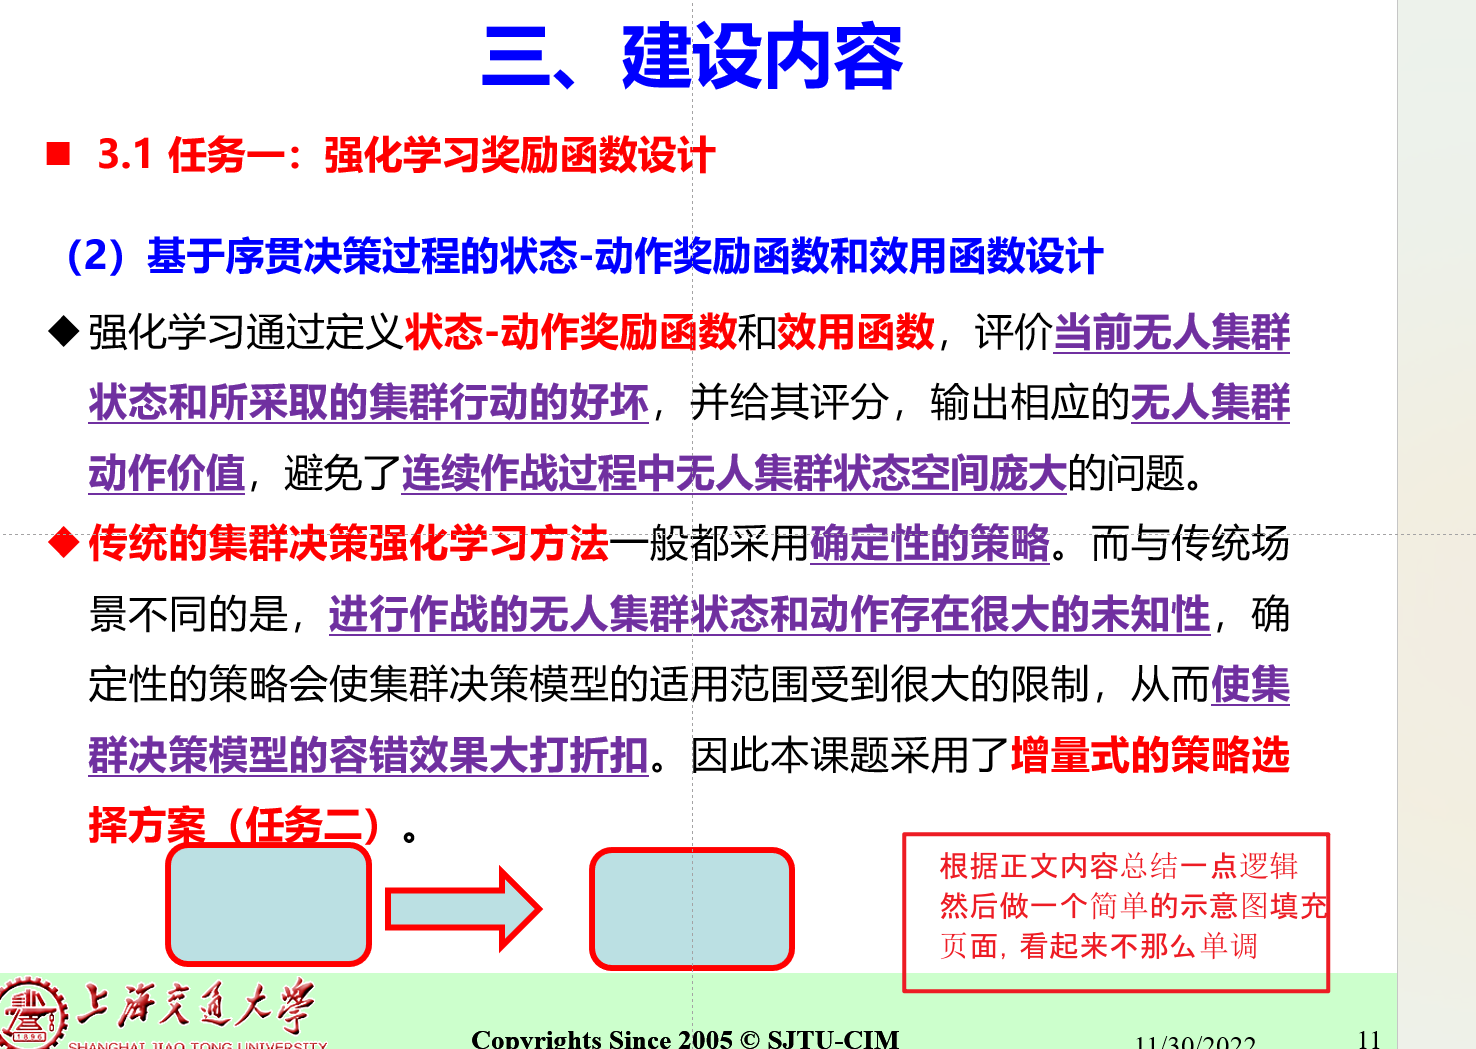 三、建设内容
3.1 任务一：强化学习奖励函数设计
（2）基于序贯决策过程的状态-动作奖励函数和效用函数设计
强化学习通过定义状态-动作奖励函数和效用函数，评价当前无人集群
状态和所采取的集群行动的好坏，并给其评分，输出相应的无人集群
动作价值，避免了连续作战过程中无人集群状态空间庞大的问题。
传统的集群决策强化学习方法一般都采用确定性的策略。而与传统场
景不同的是，进行作战的无人集群状态和动作存在很大的未知性，确
定性的策略会使集群决策模型的适用范围受到很大的限制，从而使集
群决策模型的容错效果大打折扣。因此本课题采用了增量式的策略选
择方案（任务二）。
根据正文内容总结一点逻辑
然后做一个简单的示意图填充
页面，看起来不那么单调
上海交通大学
1896
SHANGHAI JIAO TONG UNIVERSITY
Copyrights Since 2005 © SJTU-CIM
11/30/2022
11